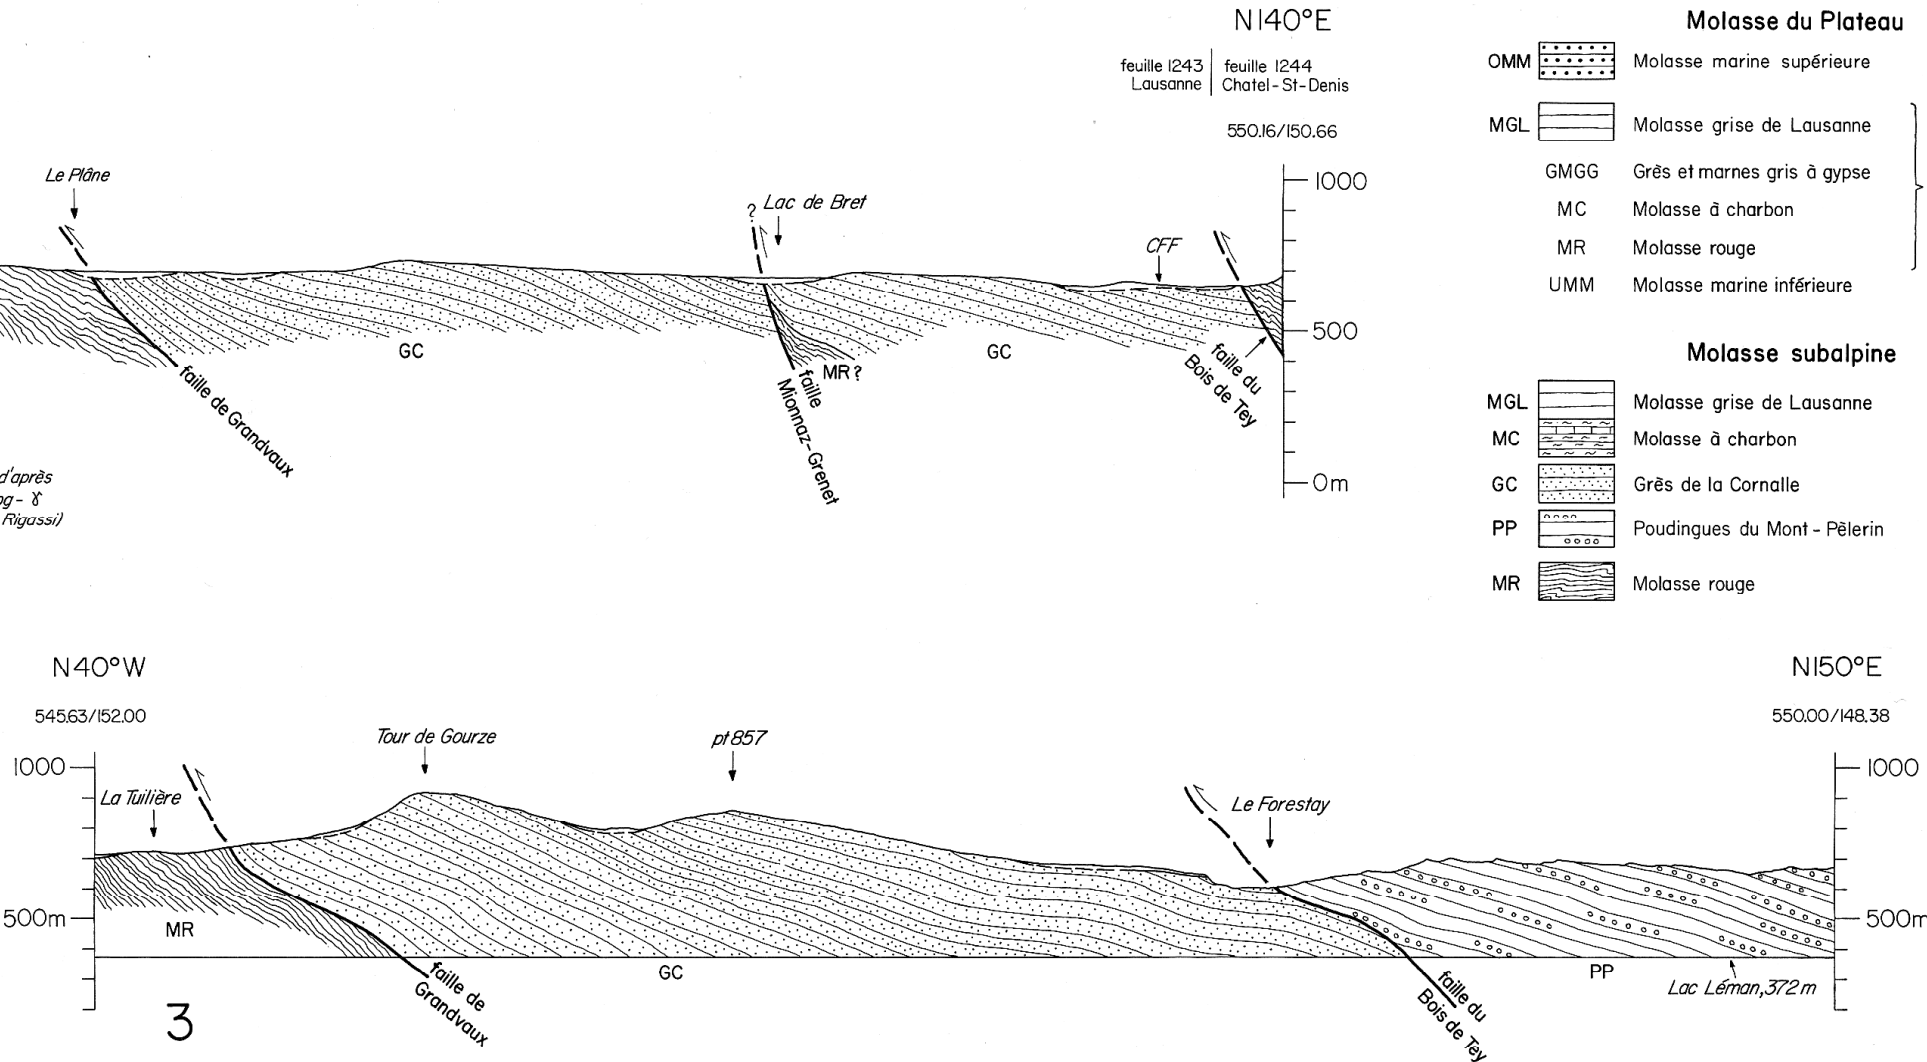 N140°E
feuille 1243 | feuille 1244
Lausanne | Chatel-St-Denis
550.16/150.66
Le Plâne
? Lac de Bret
CFF
1000
500
0m
GC
MR?
GC
faille de Grandvaux
faille
Mionnaz-Grenet
faille du
Bois de Tey
d'après
og-γ
Rigassi)
Molasse du Plateau
OMM Molasse marine supérieure
MGL Molasse grise de Lausanne
GMGG Grès et marnes gris à gypse
MC Molasse à charbon
MR Molasse rouge
UMM Molasse marine inférieure
Molasse subalpine
MGL Molasse grise de Lausanne
MC Molasse à charbon
GC Grès de la Cornalle
PP Poudingues du Mont-Pèlerin
MR Molasse rouge
N40°W
N150°E
545.63/152.00
550.00/148.38
Tour de Gourze
pt 857
1000
1000
La Tuilière
Le Forestay
500m
500m
MR
GC
PP
faille de
Grandvaux
faille du
Bois de Tey
Lac Léman, 372 m
3